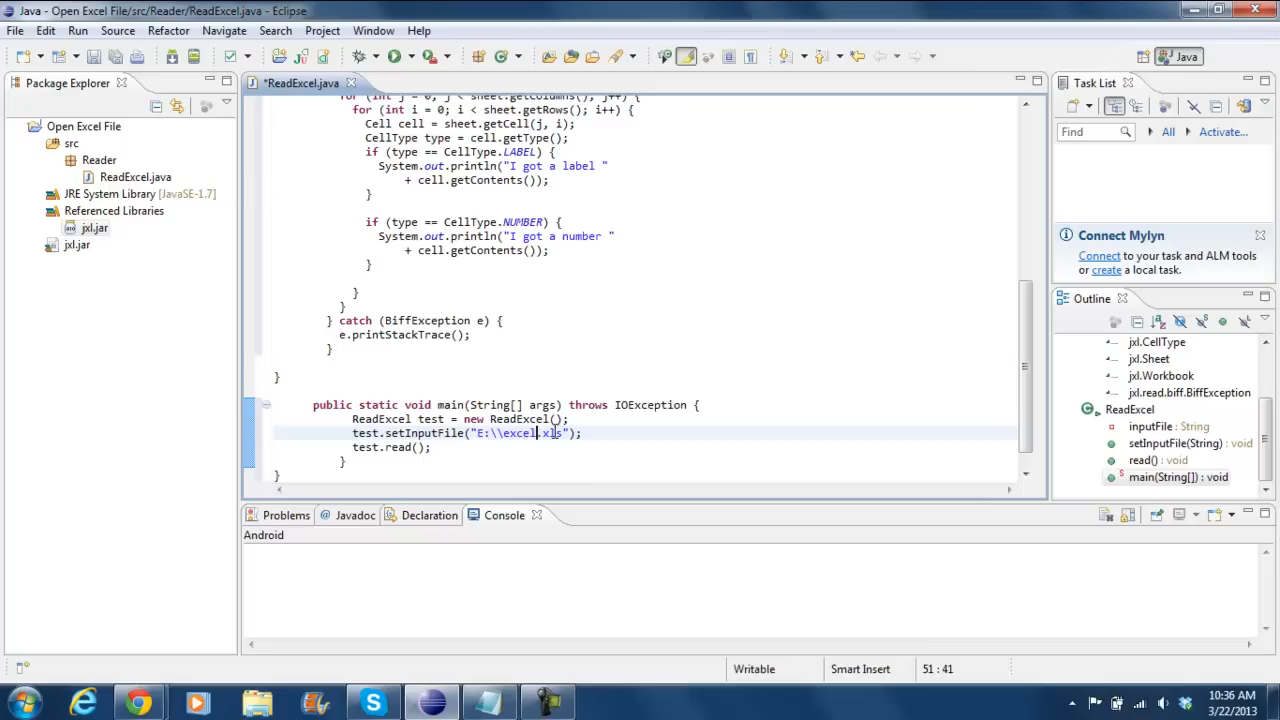 Java - Open Excel File/src/Reader/ReadExcel.java - Eclipse
File Edit Run Source Refactor Navigate Search Project Window Help
Java
Package Explorer
*ReadExcel.java
Task List
Open Excel File
src
Reader
ReadExcel.java
JRE System Library [JavaSE-1.7]
Referenced Libraries
jxl.jar
jxl.jar
for (int j = 0; j < sheet.getColumns(); j++) {
for (int i = 0; i < sheet.getRows(); i++) {
Cell cell = sheet.getCell(j, i);
CellType type = cell.getType();
if (type == CellType.LABEL) {
System.out.println("I got a label "
+ cell.getContents());
}
if (type == CellType.NUMBER) {
System.out.println("I got a number "
+ cell.getContents());
}
}
}
} catch (BiffException e) {
e.printStackTrace();
}
}
public static void main(String[] args) throws IOException {
ReadExcel test = new ReadExcel();
test.setInputFile("E:\\excel.xls");
test.read();
}
}
Find All Activate...
Connect Mylyn
Connect to your task and ALM tools
or create a local task.
Outline
jxl.CellType
jxl.Sheet
jxl.Workbook
jxl.read.biff.BiffException
ReadExcel
inputFile : String
setInputFile(String) : void
read() : void
main(String[]) : void
Problems Javadoc Declaration Console
Android
Writable Smart Insert 51 : 41
10:36 AM
3/22/2013